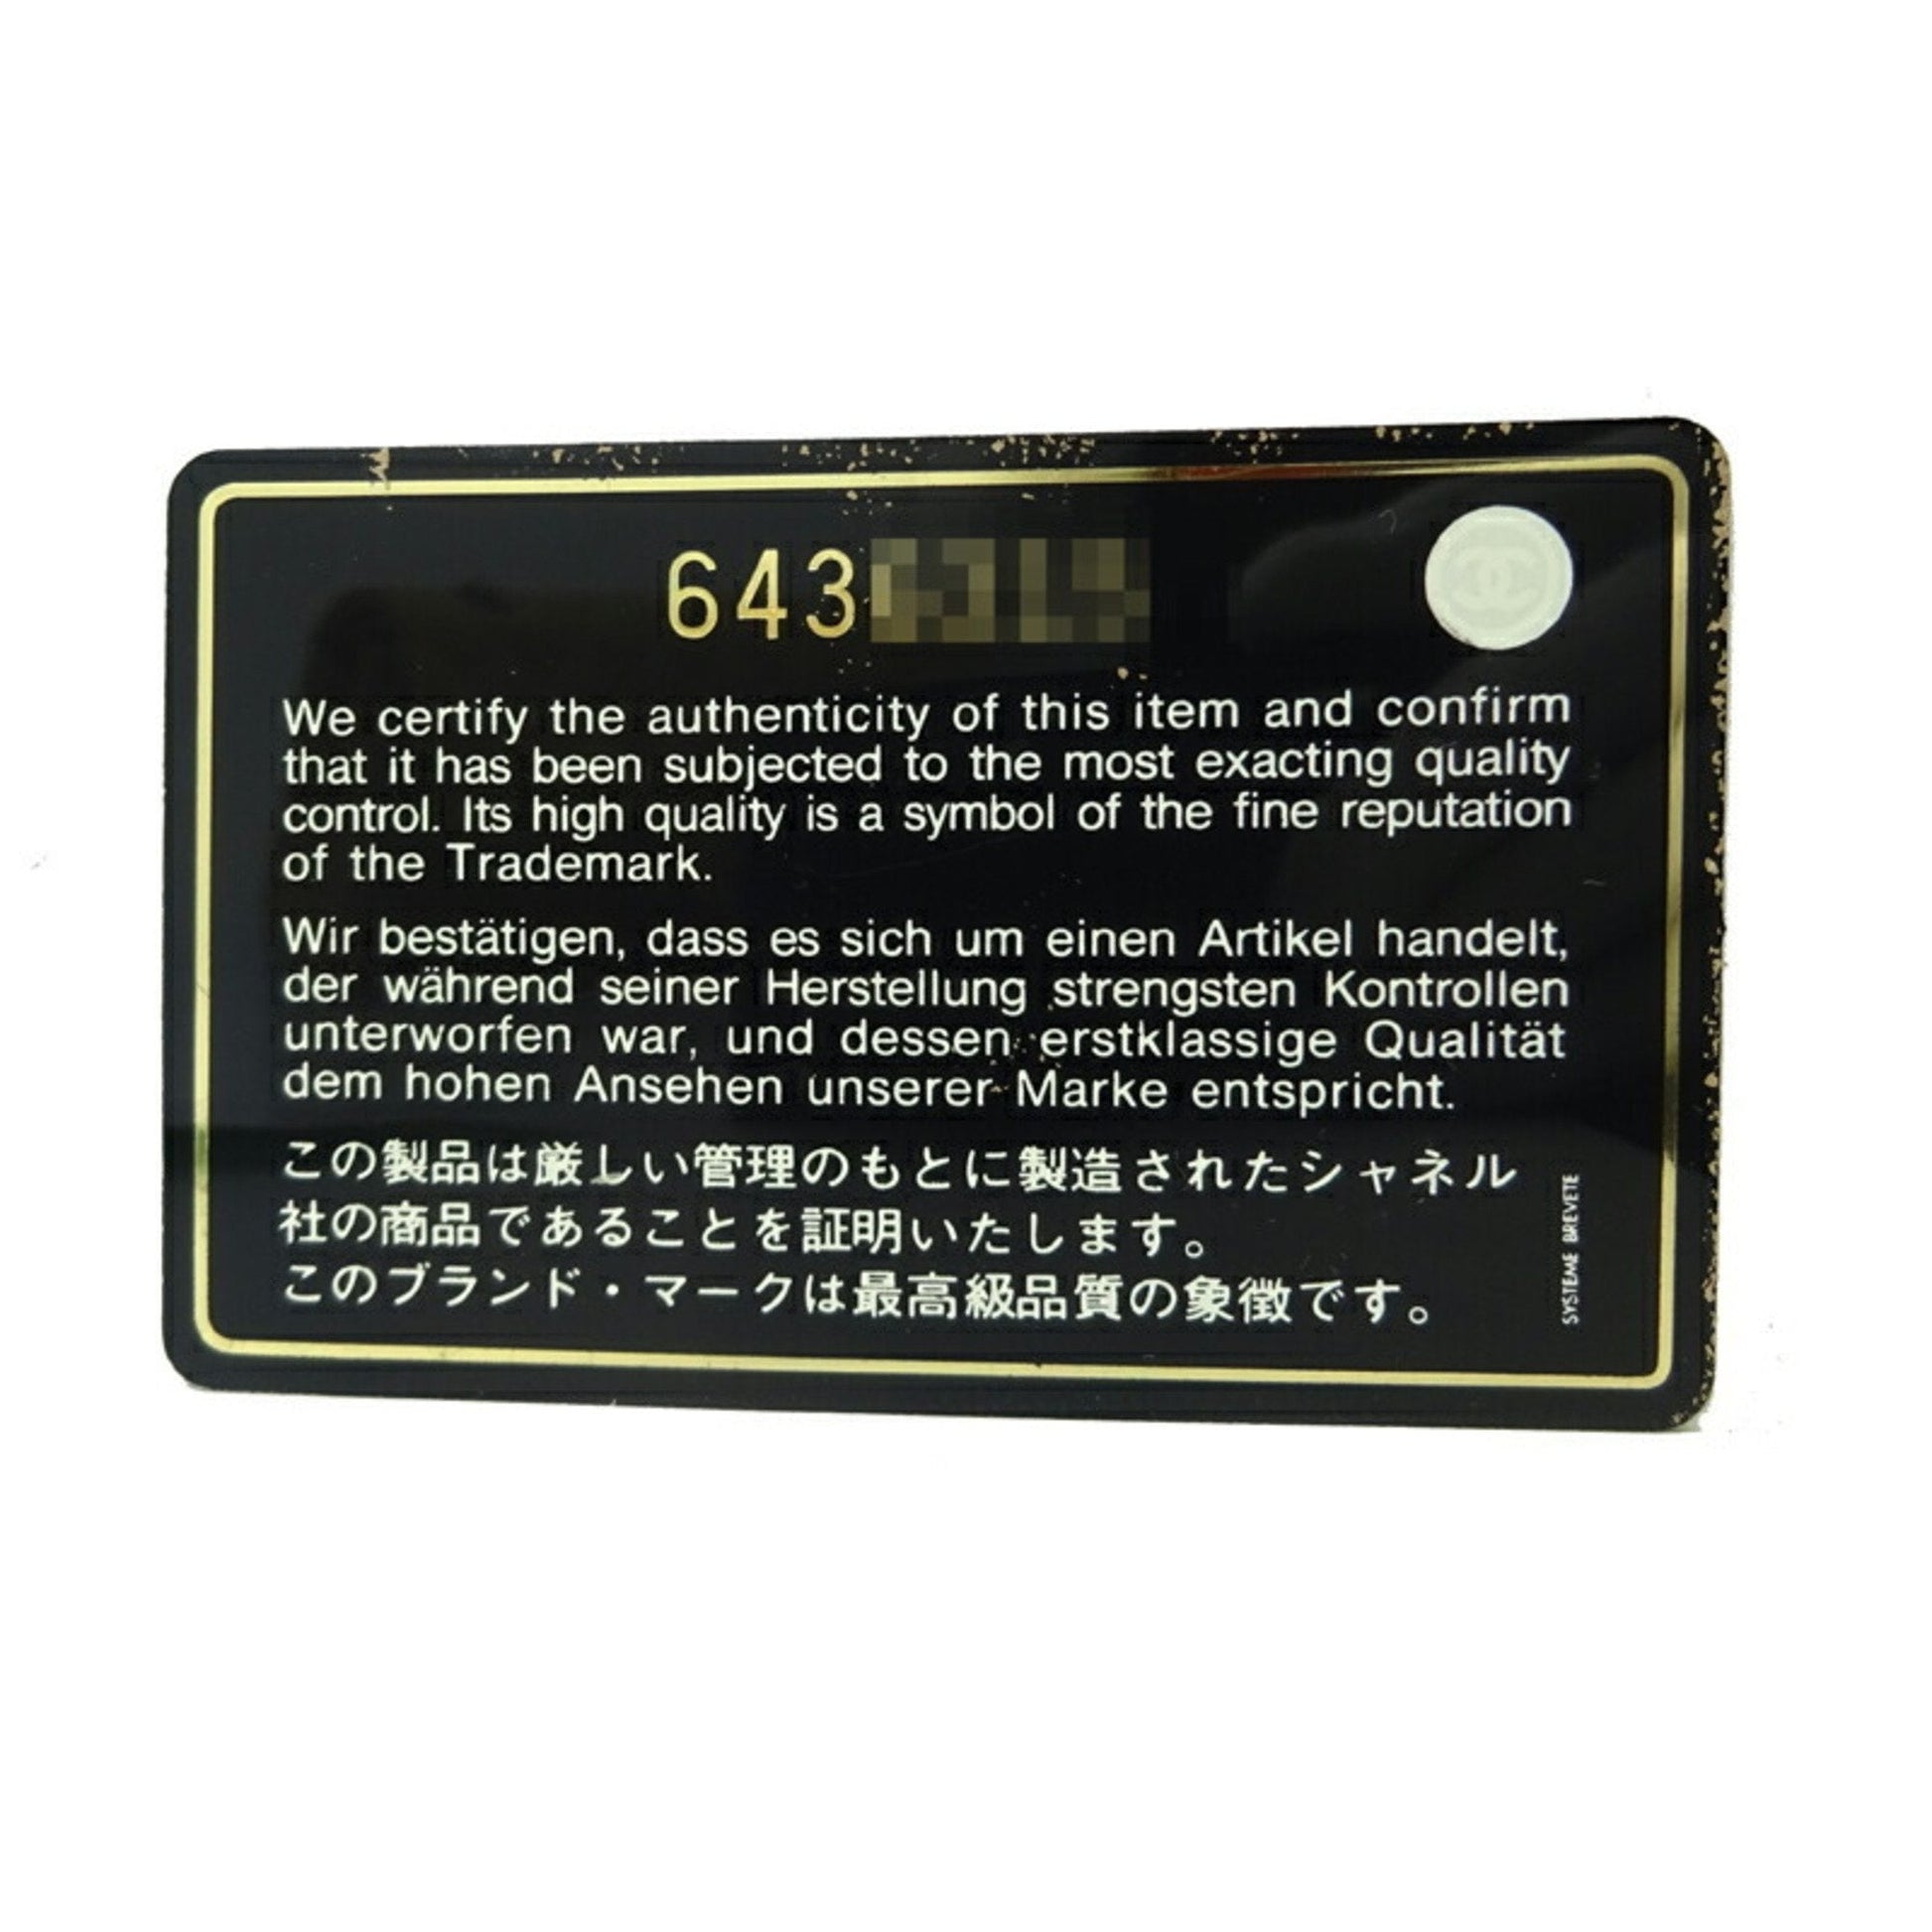 643
We certify the authenticity of this item and confirm
that it has been subjected to the most exacting quality
control. Its high quality is a symbol of the fine reputation
of the Trademark.
Wir bestätigen, dass es sich um einen Artikel handelt,
der während seiner Herstellung strengsten Kontrollen
unterworfen war, und dessen erstklassige Qualität
dem hohen Ansehen unserer Marke entspricht.
この製品は厳しい管理のもとに製造されたシャネル
社の商品であることを証明いたします。
このブランド・マークは最高級品質の象徴です。
SYSTEME BREVETE